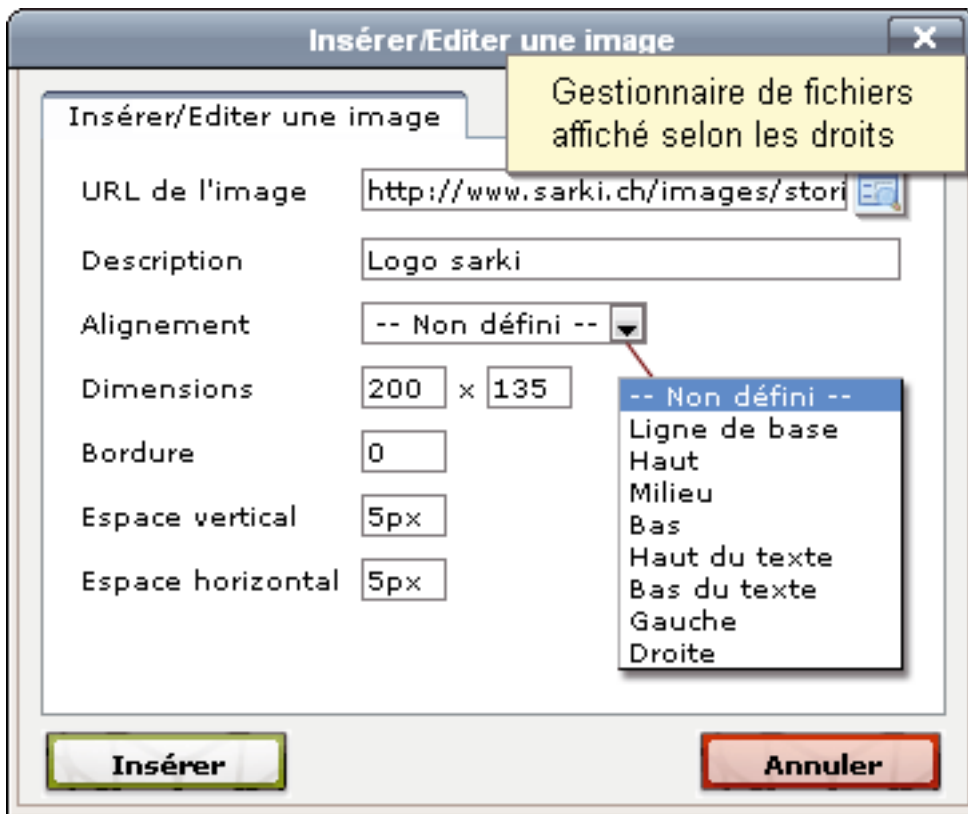 Insérer/Editer une image
Gestionnaire de fichiers
affiché selon les droits
Insérer/Editer une image
URL de l'image http://www.sarki.ch/images/stori
Description Logo sarki
Alignement -- Non défini --
Dimensions 200 x 135
-- Non défini --
Ligne de base
Haut
Milieu
Bas
Haut du texte
Bas du texte
Gauche
Droite
Bordure 0
Espace vertical 5px
Espace horizontal 5px
Insérer Annuler